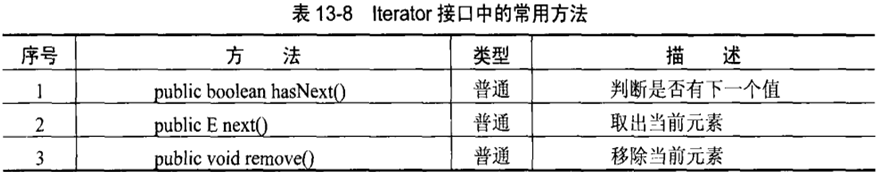 表 13-8 Iterator 接口中的常用方法
序号 方 法 类型 描 述
1 public boolean hasNext() 普通 判断是否有下一个值
2 public E next() 普通 取出当前元素
3 public void remove() 普通 移除当前元素